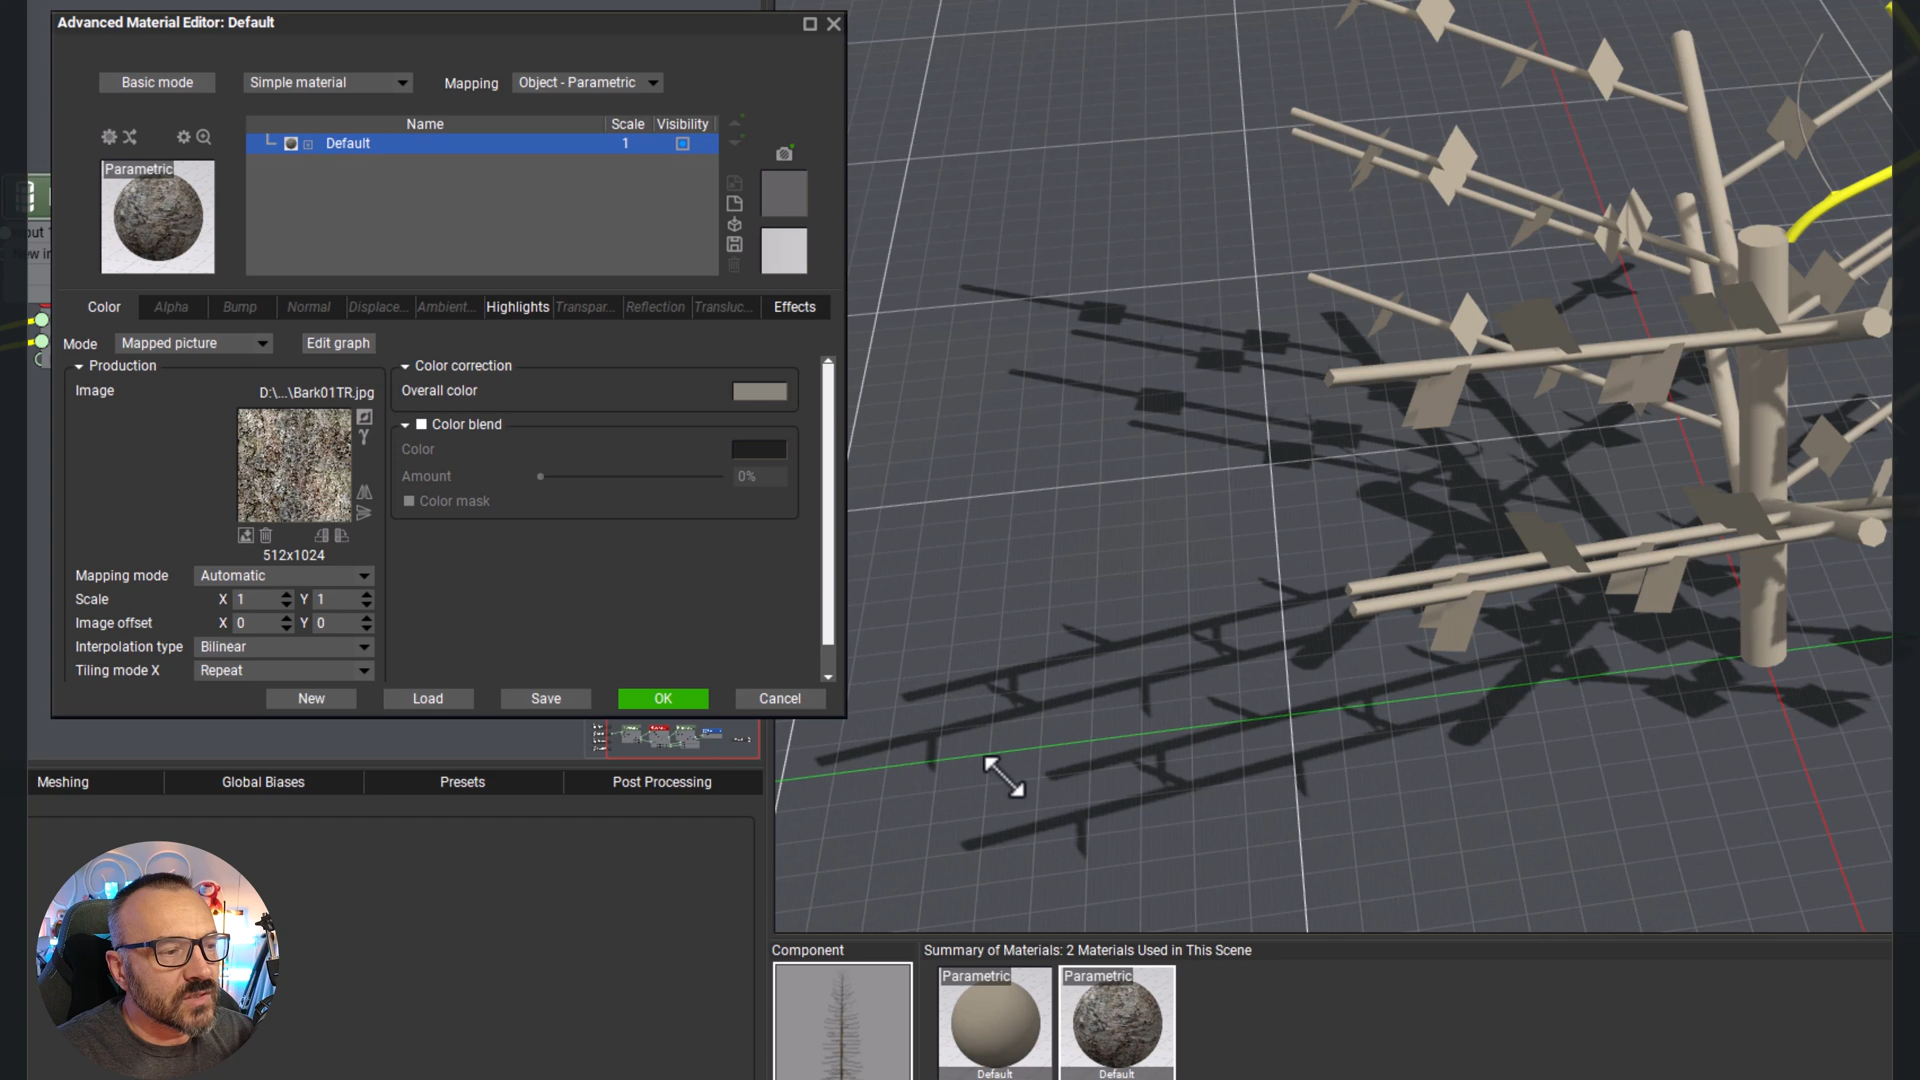 Advanced Material Editor: Default
Basic mode
Simple material
Mapping
Object - Parametric
Name
Scale
Visibility
Default
1
Parametric
Color
Alpha
Bump
Normal
Displace...
Ambient...
Highlights
Transpar...
Reflection
Transluc...
Effects
Mode
Mapped picture
Edit graph
Production
Image
D:\...\Bark01TR.jpg
512x1024
Mapping mode
Automatic
Scale
X 1
Y 1
Image offset
X 0
Y 0
Interpolation type
Bilinear
Tiling mode X
Repeat
Color correction
Overall color
Color blend
Color
Amount
0%
Color mask
New
Load
Save
OK
Cancel
Meshing
Global Biases
Presets
Post Processing
Component
Summary of Materials: 2 Materials Used in This Scene
Parametric
Default
Parametric
Default